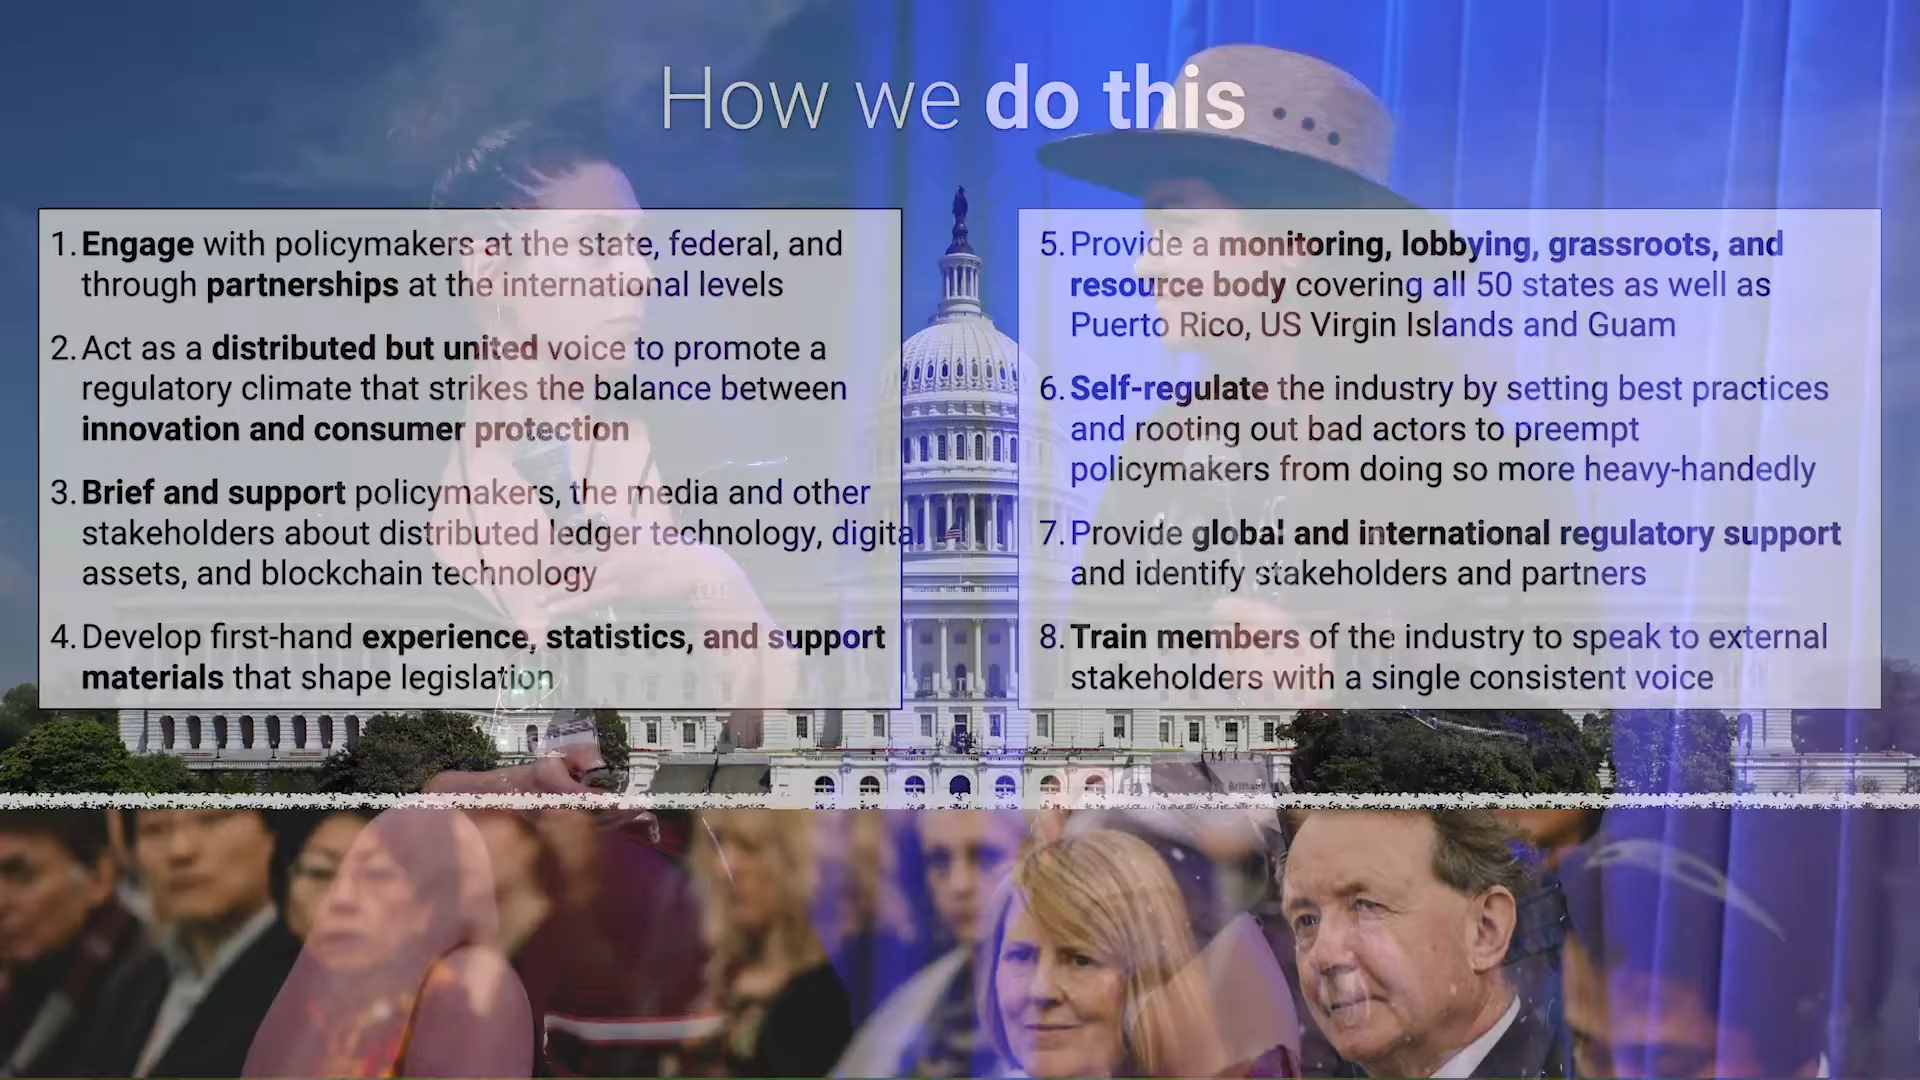 How we do this
1. Engage with policymakers at the state, federal, and
through partnerships at the international levels
2. Act as a distributed but united voice to promote a
regulatory climate that strikes the balance between
innovation and consumer protection
3. Brief and support policymakers, the media and other
stakeholders about distributed ledger technology, digital
assets, and blockchain technology
4. Develop first-hand experience, statistics, and support
materials that shape legislation
5. Provide a monitoring, lobbying, grassroots, and
resource body covering all 50 states as well as
Puerto Rico, US Virgin Islands and Guam
6. Self-regulate the industry by setting best practices
and rooting out bad actors to preempt
policymakers from doing so more heavy-handedly
7. Provide global and international regulatory support
and identify stakeholders and partners
8. Train members of the industry to speak to external
stakeholders with a single consistent voice